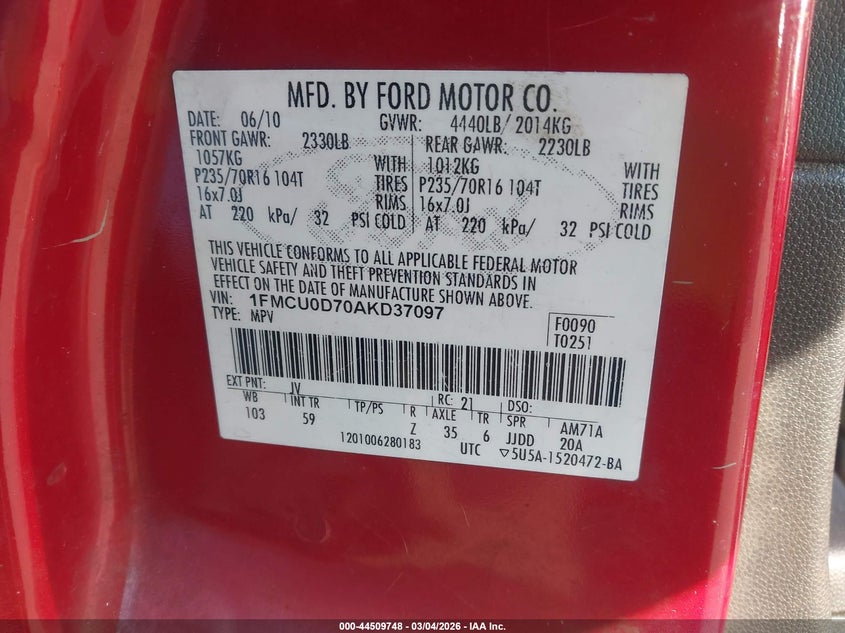 MFD. BY FORD MOTOR CO.
DATE: 06/10 GVWR: 4440LB/ 2014KG
FRONT GAWR: 2330LB REAR GAWR: 2230LB
1057KG WITH 1012KG WITH
P235/70R16 104T TIRES P235/70R16 104T TIRES
16x7.0J RIMS 16x7.0J RIMS
AT 220 kPa/ 32 PSI COLD AT 220 kPa/ 32 PSI COLD
THIS VEHICLE CONFORMS TO ALL APPLICABLE FEDERAL MOTOR
VEHICLE SAFETY AND THEFT PREVENTION STANDARDS IN
EFFECT ON THE DATE OF MANUFACTURE SHOWN ABOVE.
VIN: 1FMCU0D70AKD37097 F0090
TYPE: MPV T0251
EXT PNT: JV RC: 21 DSO:
WB INT TR TP/PS R AXLE TR SPR AM71A
103 59 Z 35 6 JJDD 20A
1201006280183 UTC ▽5U5A-1520472-BA
000-44509748 - 03/04/2026 - IAA Inc.